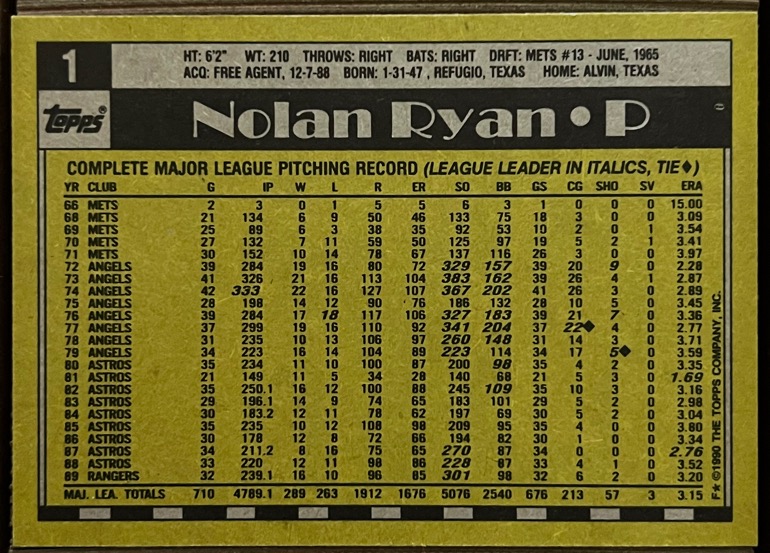 1
HT: 6'2" WT: 210 THROWS: RIGHT BATS: RIGHT DRFT: METS #13 - JUNE, 1965
ACQ: FREE AGENT, 12-7-88 BORN: 1-31-47 , REFUGIO, TEXAS HOME: ALVIN, TEXAS
Topps®
Nolan Ryan • P
COMPLETE MAJOR LEAGUE PITCHING RECORD (LEAGUE LEADER IN ITALICS, TIE♦)
YR CLUB G IP W L R ER SO BB GS CG SHO SV ERA
66 METS 2 3 0 1 5 5 6 3 1 0 0 0 15.00
68 METS 21 134 6 9 50 46 133 75 18 3 0 0 3.09
69 METS 25 89 6 3 38 35 92 53 10 2 0 1 3.54
70 METS 27 132 7 11 59 50 125 97 19 5 2 1 3.41
71 METS 30 152 10 14 78 67 137 116 26 3 0 0 3.97
72 ANGELS 39 284 19 16 80 72 329 157 39 20 9 0 2.28
73 ANGELS 41 326 21 16 113 104 383 162 39 26 4 1 2.87
74 ANGELS 42 333 22 16 127 107 367 202 41 26 3 0 2.89
75 ANGELS 28 198 14 12 90 76 186 132 28 10 5 0 3.45
76 ANGELS 39 284 17 18 117 106 327 183 39 21 7 0 3.36
77 ANGELS 37 299 19 16 110 92 341 204 37 22♦ 4 0 2.77
78 ANGELS 31 235 10 13 106 97 260 148 31 14 3 0 3.71
79 ANGELS 34 223 16 14 104 89 223 114 34 17 5♦ 0 3.59
80 ASTROS 35 234 11 10 100 87 200 98 35 4 2 0 3.35
81 ASTROS 21 149 11 5 34 28 140 68 21 5 3 0 1.69
82 ASTROS 35 250.1 16 12 100 88 245 109 35 10 3 0 3.16
83 ASTROS 29 196.1 14 9 74 65 183 101 29 5 2 0 2.98
84 ASTROS 30 183.2 12 11 78 62 197 69 30 5 2 0 3.04
85 ASTROS 35 235 10 12 108 98 209 95 35 4 0 0 3.80
86 ASTROS 30 178 12 8 72 66 194 82 30 1 0 0 3.34
87 ASTROS 34 211.2 8 16 75 65 270 87 34 0 0 0 2.76
88 ASTROS 33 220 12 11 98 86 228 87 33 4 1 0 3.52
89 RANGERS 32 239.1 16 10 96 85 301 98 32 6 2 0 3.20
MAJ. LEA. TOTALS 710 4789.1 289 263 1912 1676 5076 2540 676 213 57 3 3.15
F★ ©1990 THE TOPPS COMPANY, INC.